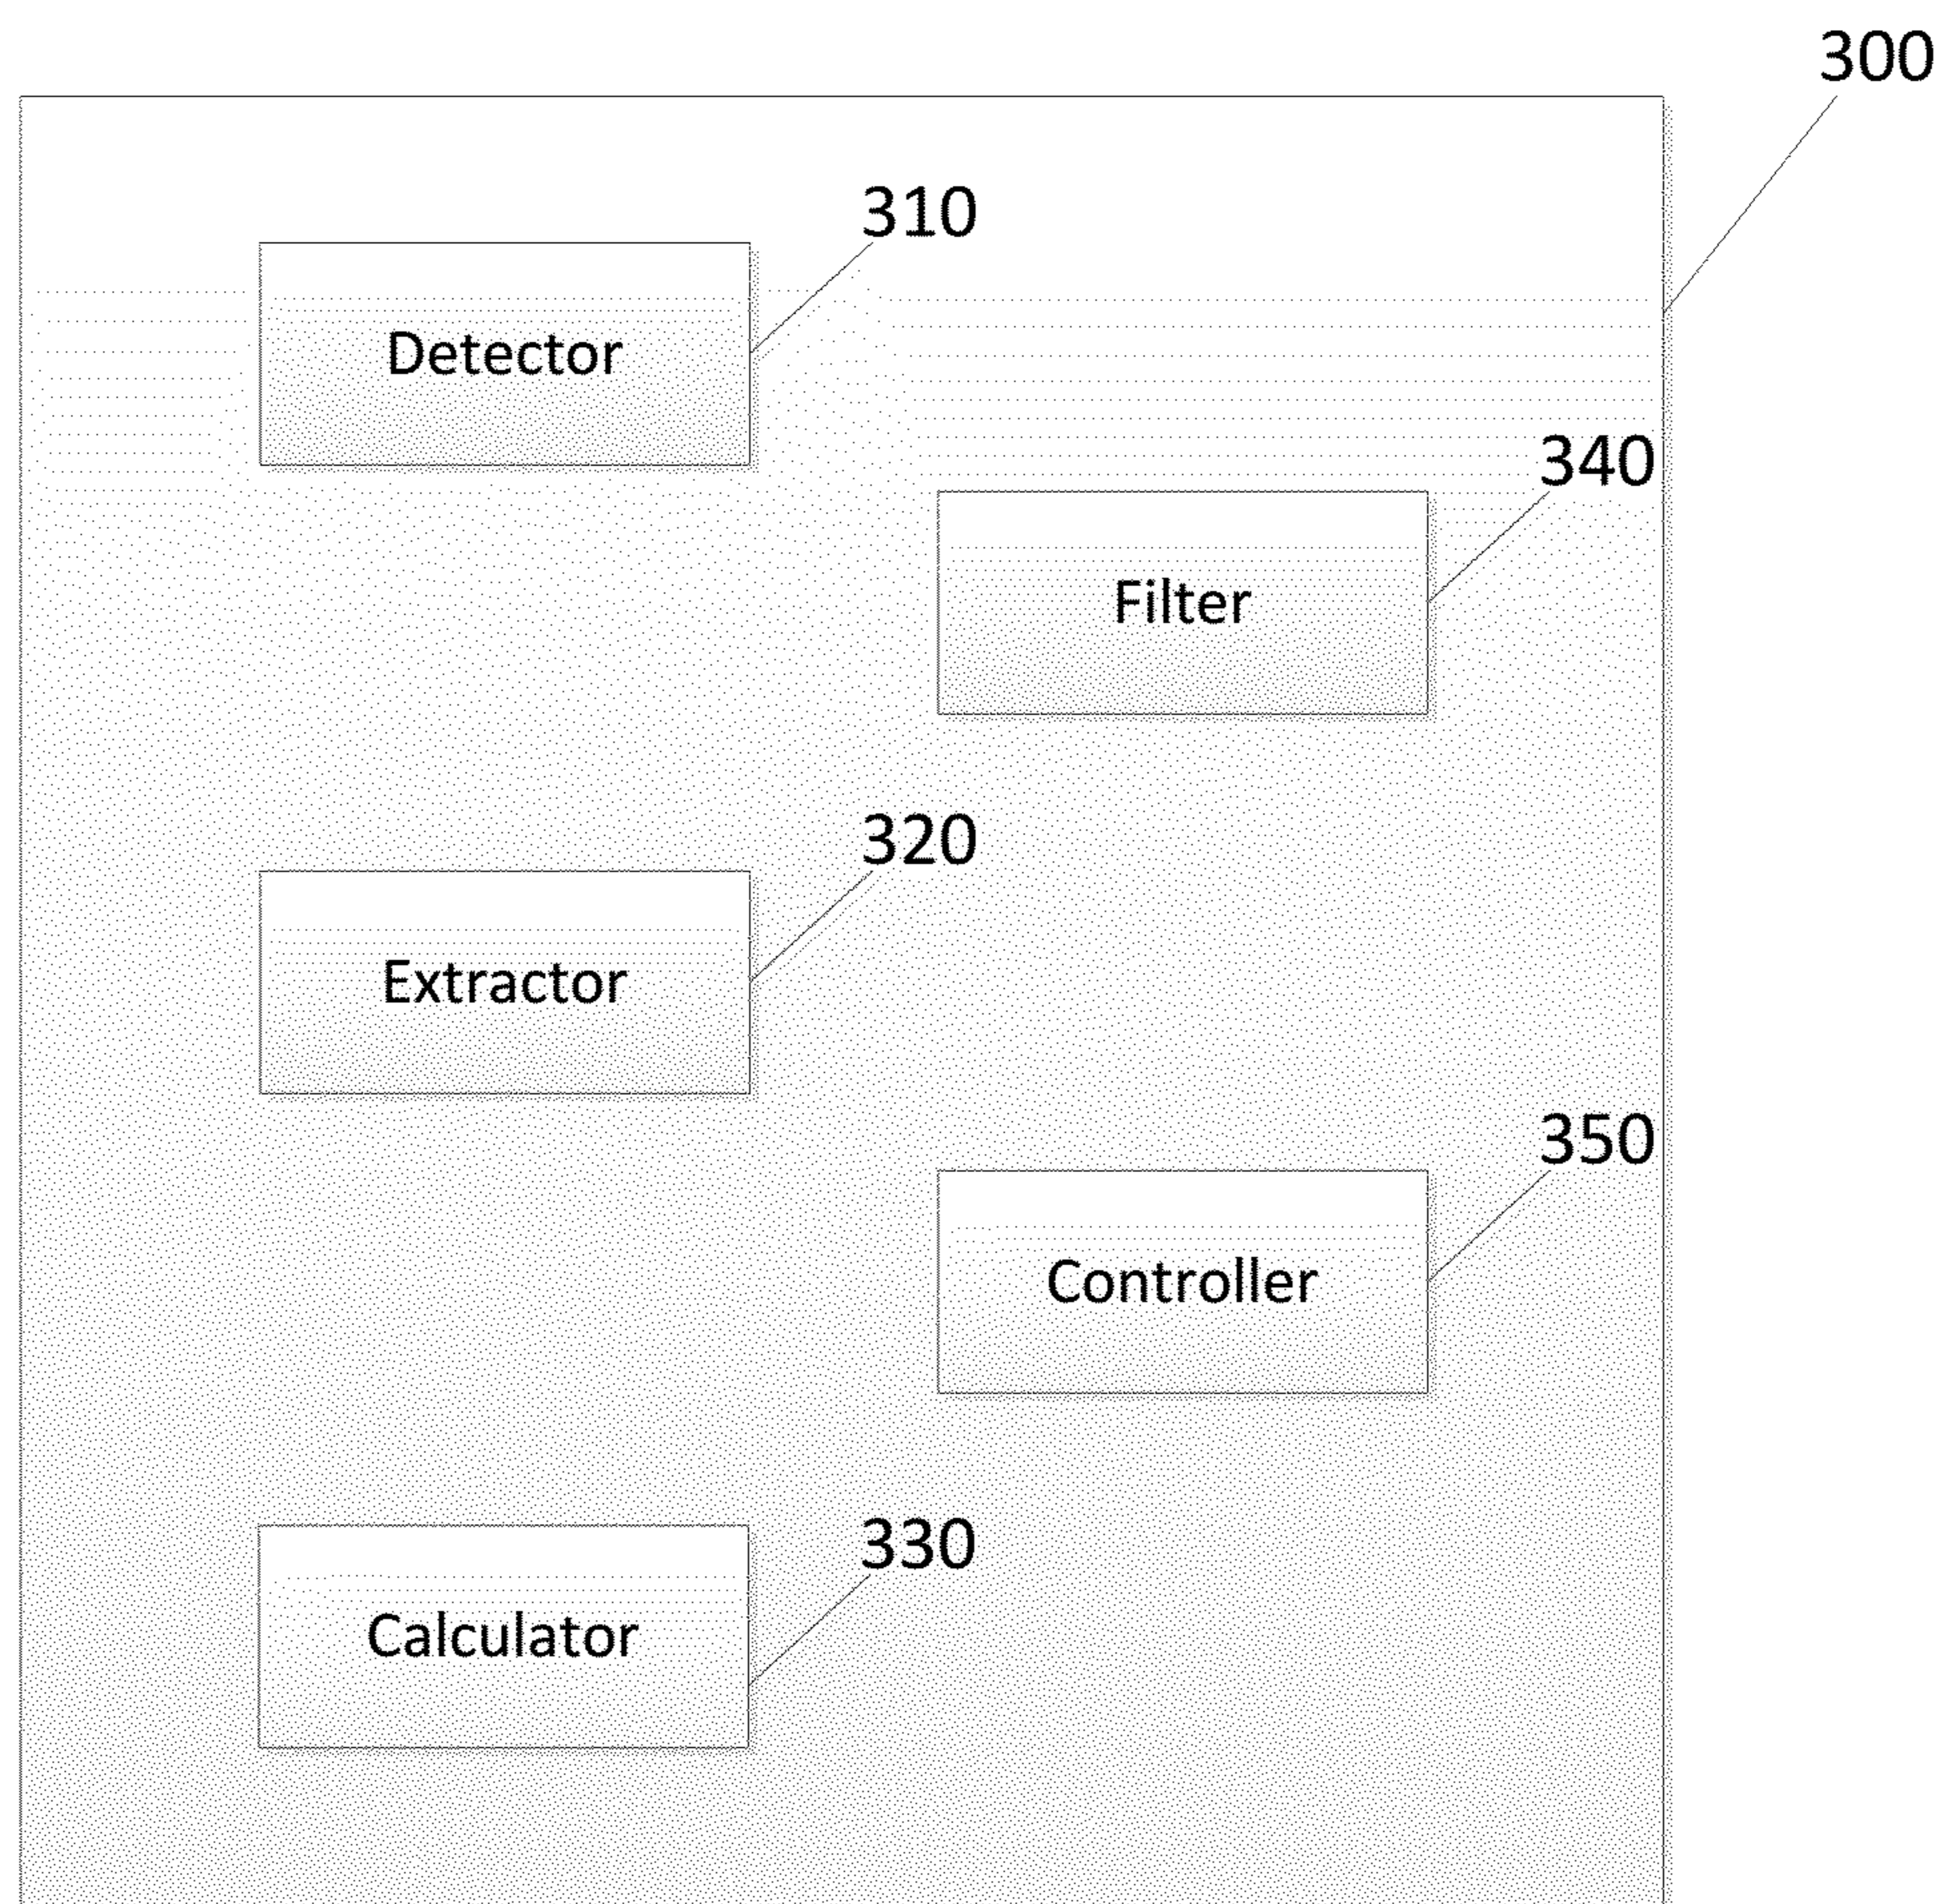 300
310
Detector
340
Filter
320
Extractor
350
Controller
330
Calculator